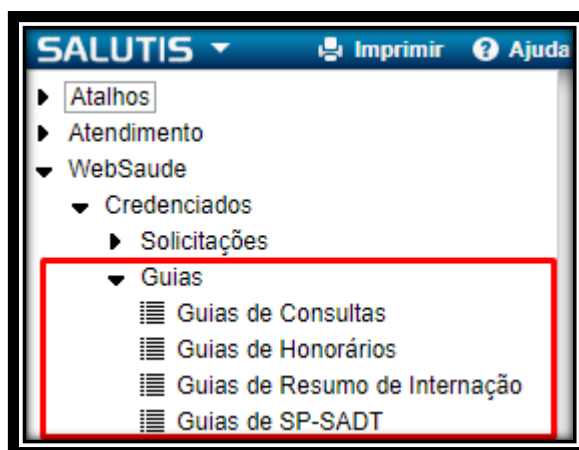 SALUTIS Imprimir Ajuda
Atalhos
Atendimento
WebSaude
Credenciados
Solicitações
Guias
Guias de Consultas
Guias de Honorários
Guias de Resumo de Internação
Guias de SP-SADT